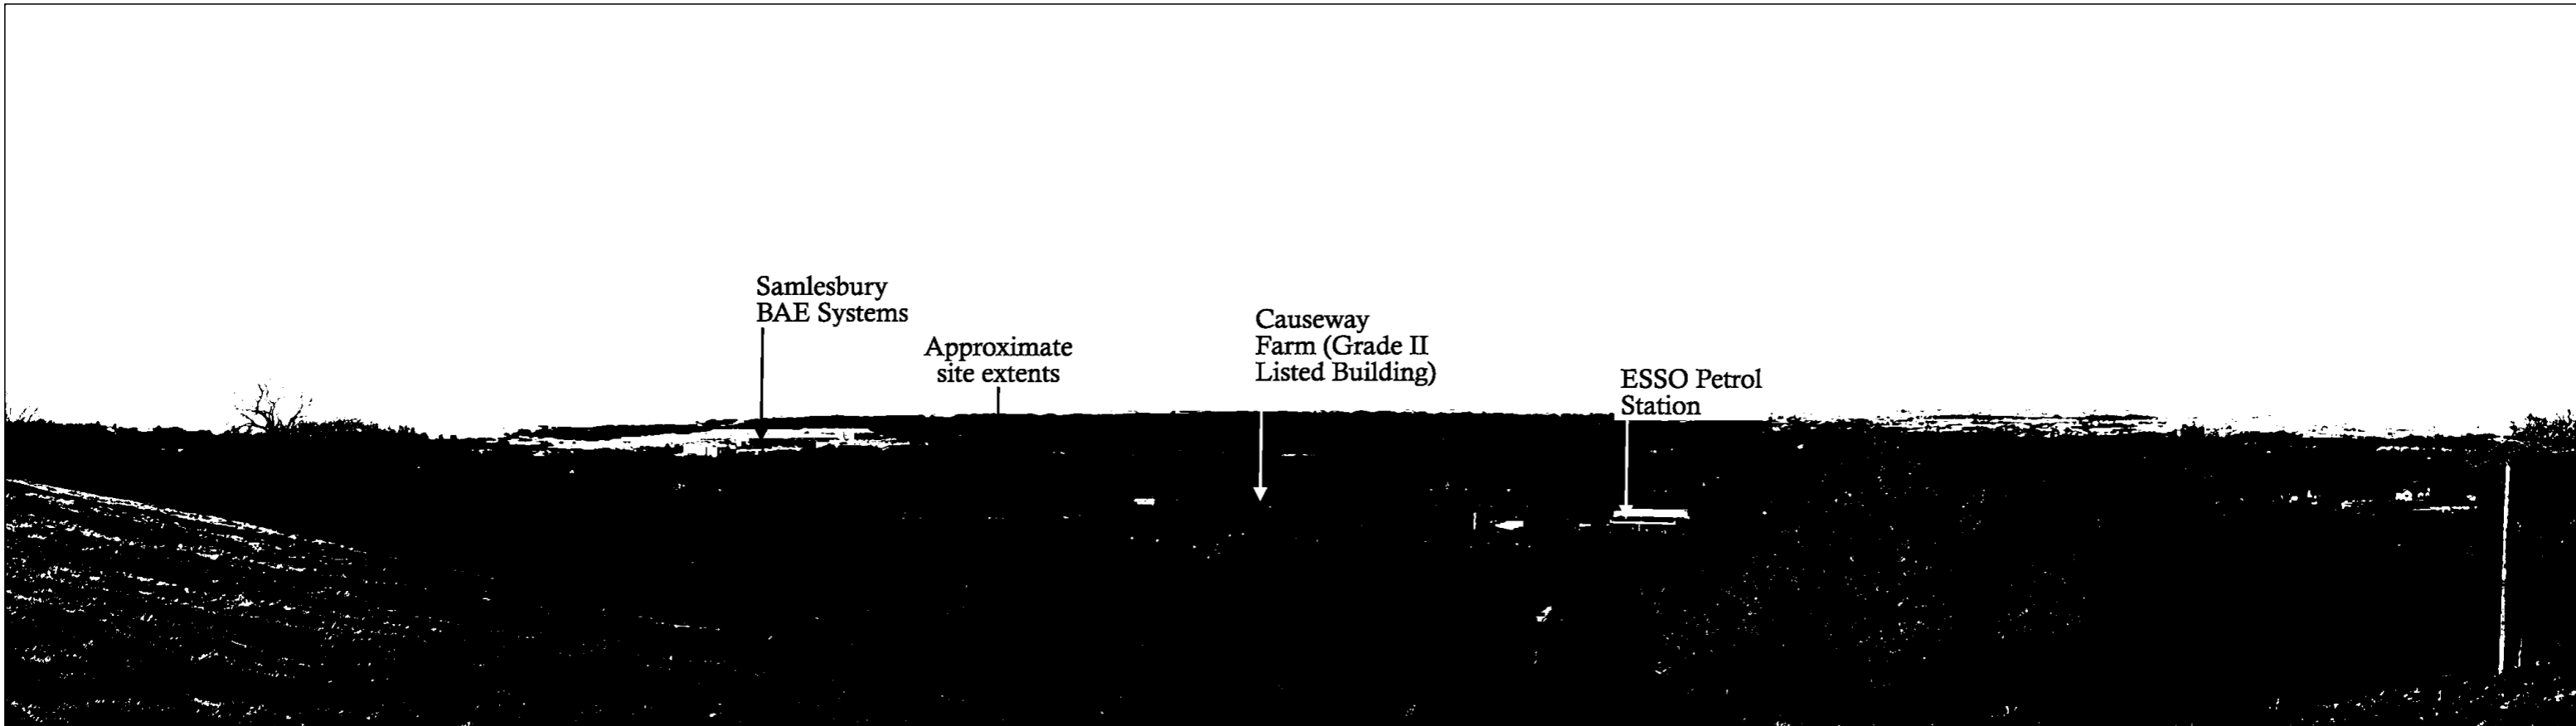 Samlesbury
BAE Systems
Approximate
site extents
Causeway
Farm (Grade II
Listed Building)
ESSO Petrol
Station